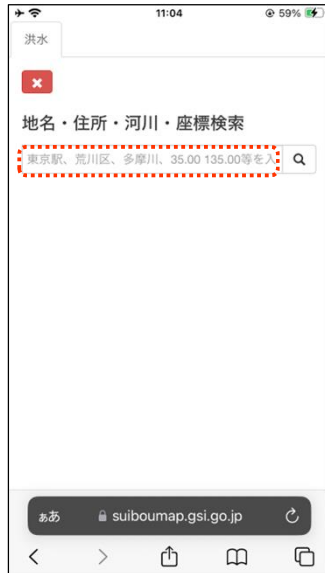 11:04 59%
洪水
地名・住所・河川・座標検索
東京駅、荒川区、多摩川、35.00 135.00等を入
ぁあ suiboumap.gsi.go.jp